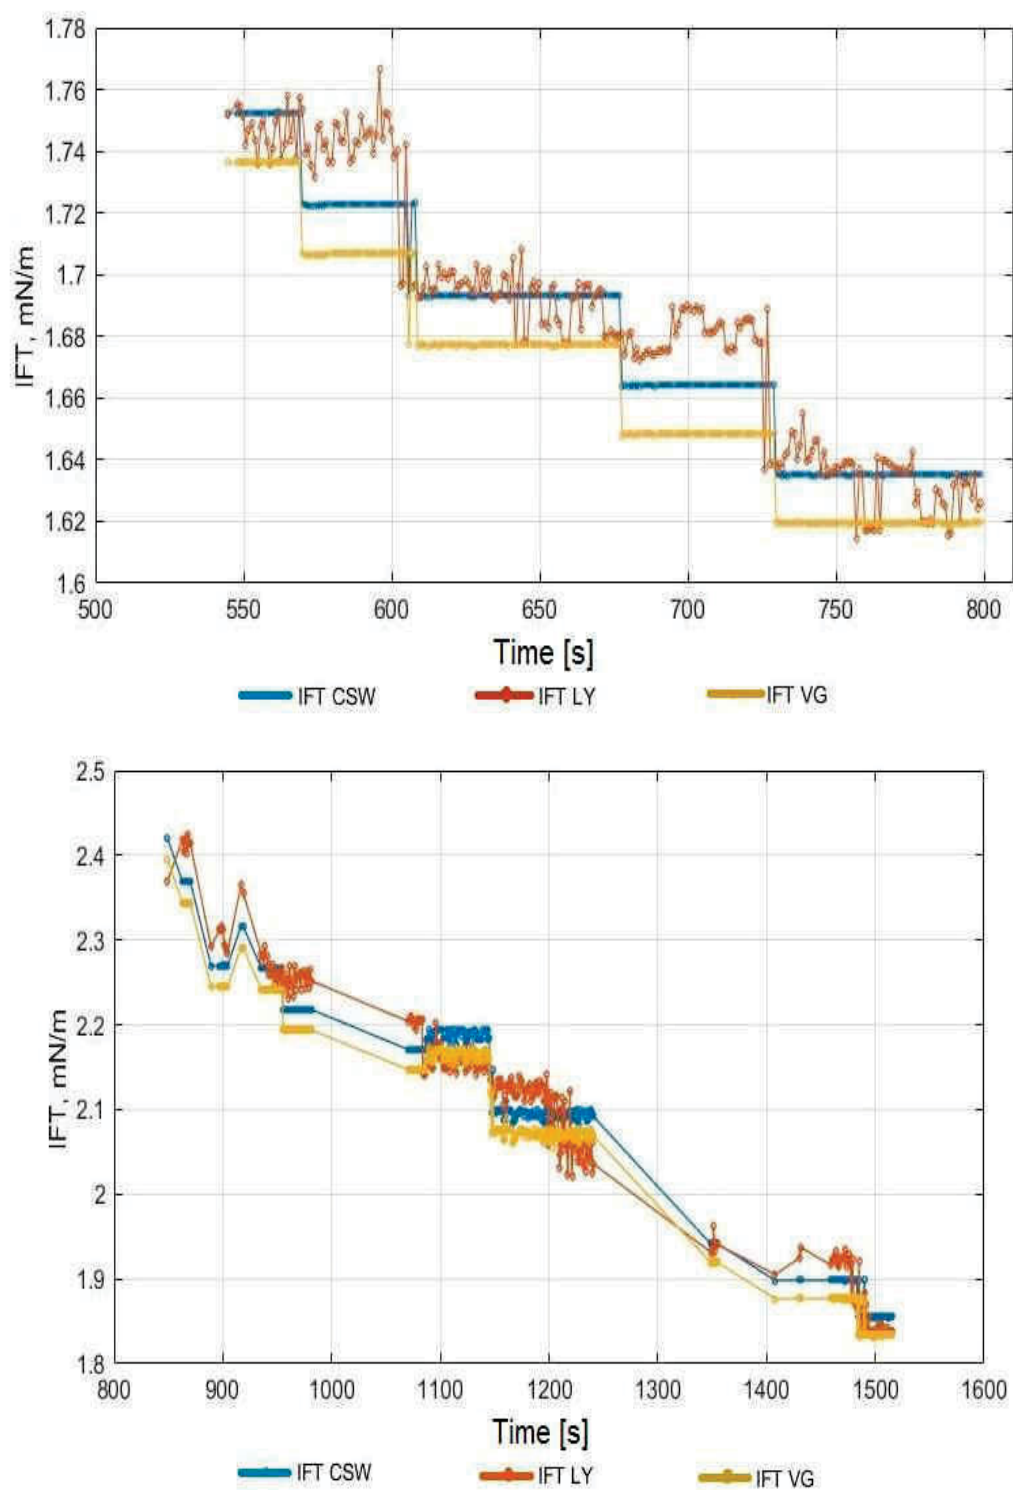 1.78
1.76
1.74
1.72
1.7
1.68
1.66
1.64
1.62
1.6
IFT, mN/m
500 550 600 650 700 750 800
Time [s]
IFT CSW IFT LY IFT VG
2.5
2.4
2.3
2.2
2.1
2
1.9
1.8
IFT, mN/m
800 900 1000 1100 1200 1300 1400 1500 1600
Time [s]
IFT CSW IFT LY IFT VG